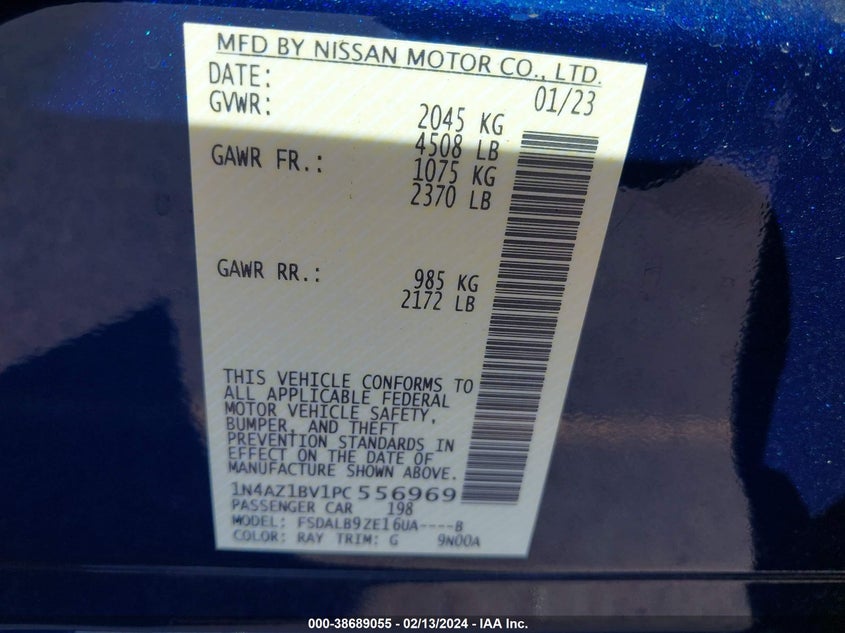 MFD BY NISSAN MOTOR CO., LTD.
DATE: 01/23
GVWR: 2045 KG
4508 LB
GAWR FR.: 1075 KG
2370 LB
GAWR RR.: 985 KG
2172 LB
THIS VEHICLE CONFORMS TO
ALL APPLICABLE FEDERAL
MOTOR VEHICLE SAFETY,
BUMPER, AND THEFT
PREVENTION STANDARDS IN
EFFECT ON THE DATE OF
MANUFACTURE SHOWN ABOVE.
1N4AZ1BV1PC556969
PASSENGER CAR 198
MODEL: FSDALB9ZE16UA----B
COLOR: RAY TRIM: G 9N00A
000-38689055 - 02/13/2024 - IAA Inc.